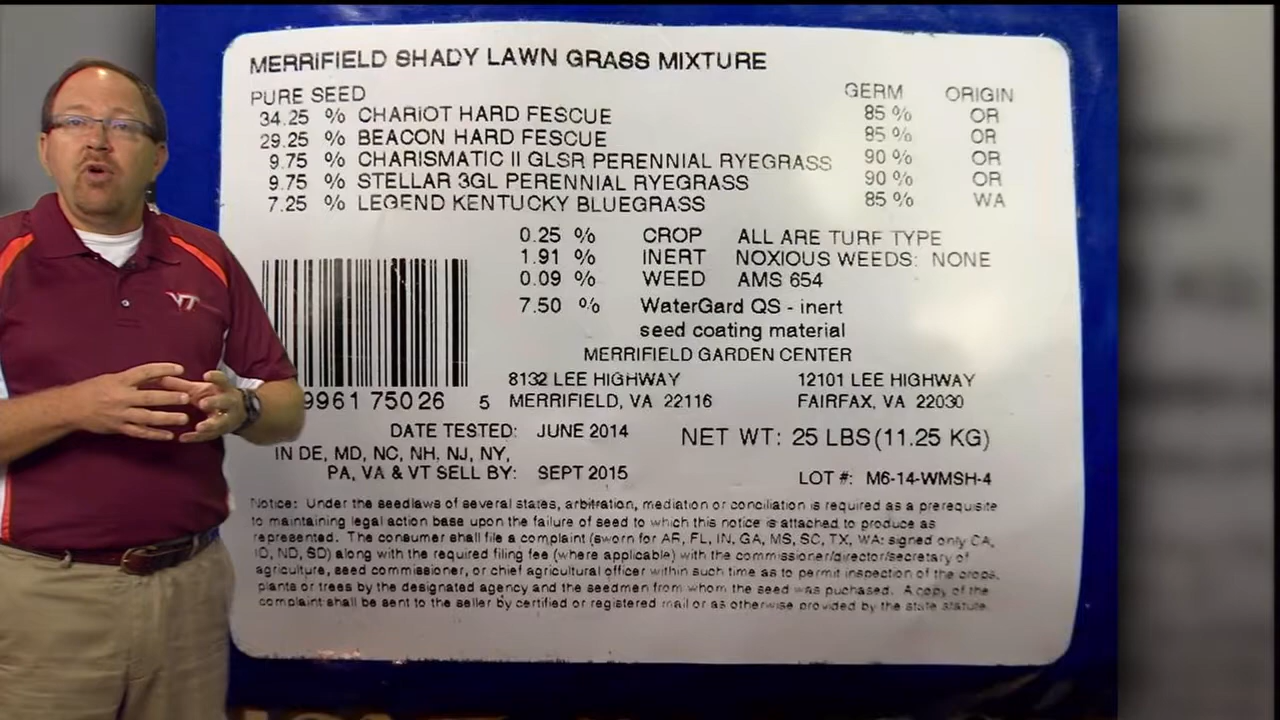 MERRIFIELD SHADY LAWN GRASS MIXTURE
PURE SEED GERM ORIGIN
34.25 % CHARIOT HARD FESCUE 85 % OR
29.25 % BEACON HARD FESCUE 85 % OR
9.75 % CHARISMATIC II GLSR PERENNIAL RYEGRASS 90 % OR
9.75 % STELLAR 3GL PERENNIAL RYEGRASS 90 % OR
7.25 % LEGEND KENTUCKY BLUEGRASS 85 % WA
0.25 % CROP ALL ARE TURF TYPE
1.91 % INERT NOXIOUS WEEDS: NONE
0.09 % WEED AMS 654
7.50 % WaterGard QS - inert
seed coating material
MERRIFIELD GARDEN CENTER
8132 LEE HIGHWAY 12101 LEE HIGHWAY
9961 75026 5 MERRIFIELD, VA 22116 FAIRFAX, VA 22030
DATE TESTED: JUNE 2014 NET WT: 25 LBS (11.25 KG)
IN DE, MD, NC, NH, NJ, NY,
PA, VA & VT SELL BY: SEPT 2015 LOT #: M6-14-WMSH-4
Notice: Under the seedlaws of several states, arbitration, mediation or conciliation is required as a prerequisite
to maintaining legal action base upon the failure of seed to which this notice is attached to produce as
represented. The consumer shall file a complaint (sworn for AR, FL, IN, GA, MS, SC, TX, WA: signed only CA,
ID, ND, SD) along with the required filing fee (where applicable) with the commissioner/director/secretary of
agriculture, seed commissioner, or chief agricultural officer within such time as to permit inspection of the crops,
plants or trees by the designated agency and the seedmen from whom the seed was puchased. A copy of the
complaint shall be sent to the seller by certified or registered mail or as otherwise provided by the state statute.
VT